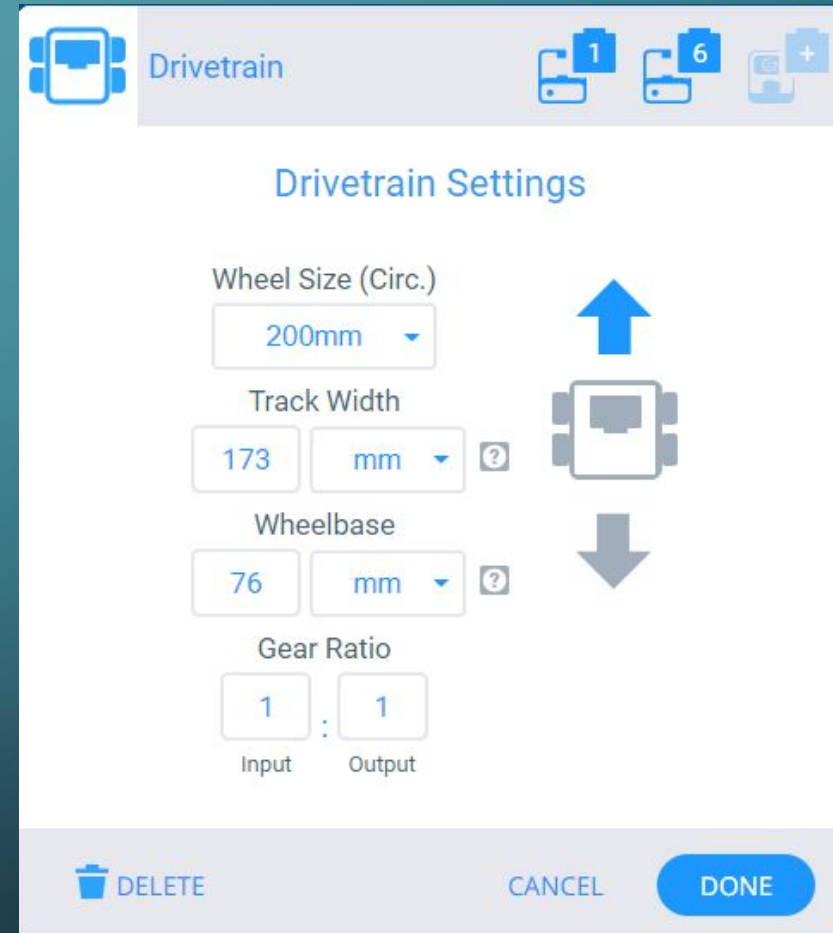 Drivetrain 1 6 +
Drivetrain Settings
Wheel Size (Circ.)
200mm
Track Width
173 mm ?
Wheelbase
76 mm ?
Gear Ratio
1 : 1
Input Output
DELETE CANCEL DONE